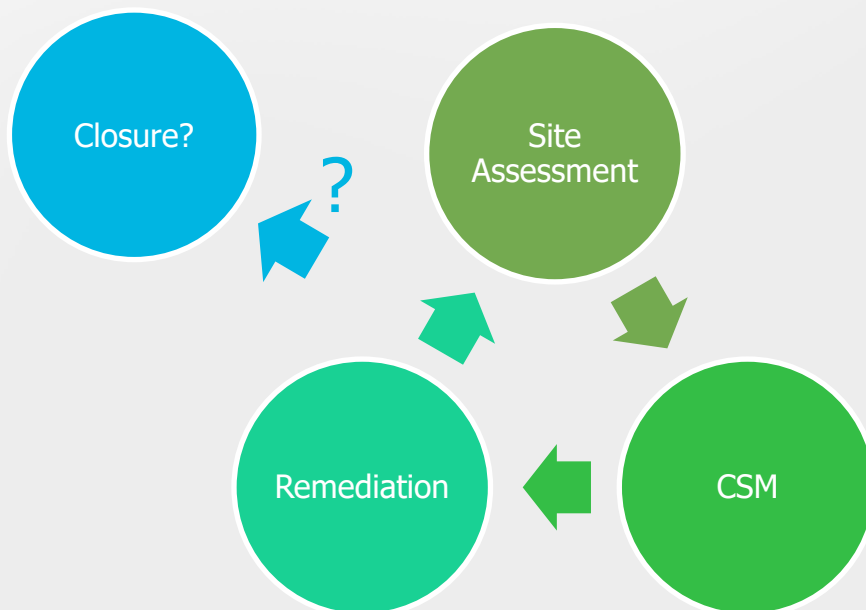 Closure?
?
Site
Assessment
Remediation
CSM